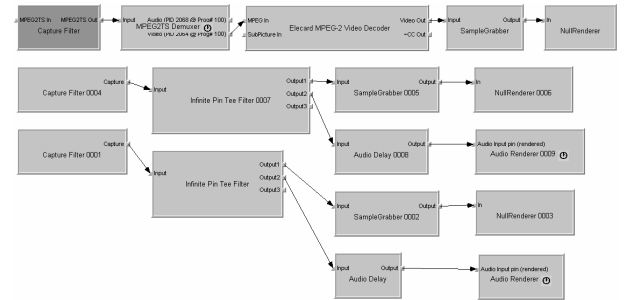 MPEG2TS In MPEG2TS Out
Capture Filter
Input Audio (PID 2068 @ Prog# 100)
MPEG2TS Demuxer
Video (PID 2064 @ Prog# 100)
MPEG In Video Out
Elecard MPEG-2 Video Decoder
SubPicture In ~CC Out
Input Output
SampleGrabber
In
NullRenderer
Capture
Capture Filter 0004
Input Output1
Output2
Output3
Infinite Pin Tee Filter 0007
Input Output
SampleGrabber 0005
In
NullRenderer 0006
Input Output
Audio Delay 0008
Audio Input pin (rendered)
Audio Renderer 0009
Capture
Capture Filter 0001
Input Output1
Output2
Output3
Infinite Pin Tee Filter
Input Output
SampleGrabber 0002
In
NullRenderer 0003
Input Output
Audio Delay
Audio Input pin (rendered)
Audio Renderer